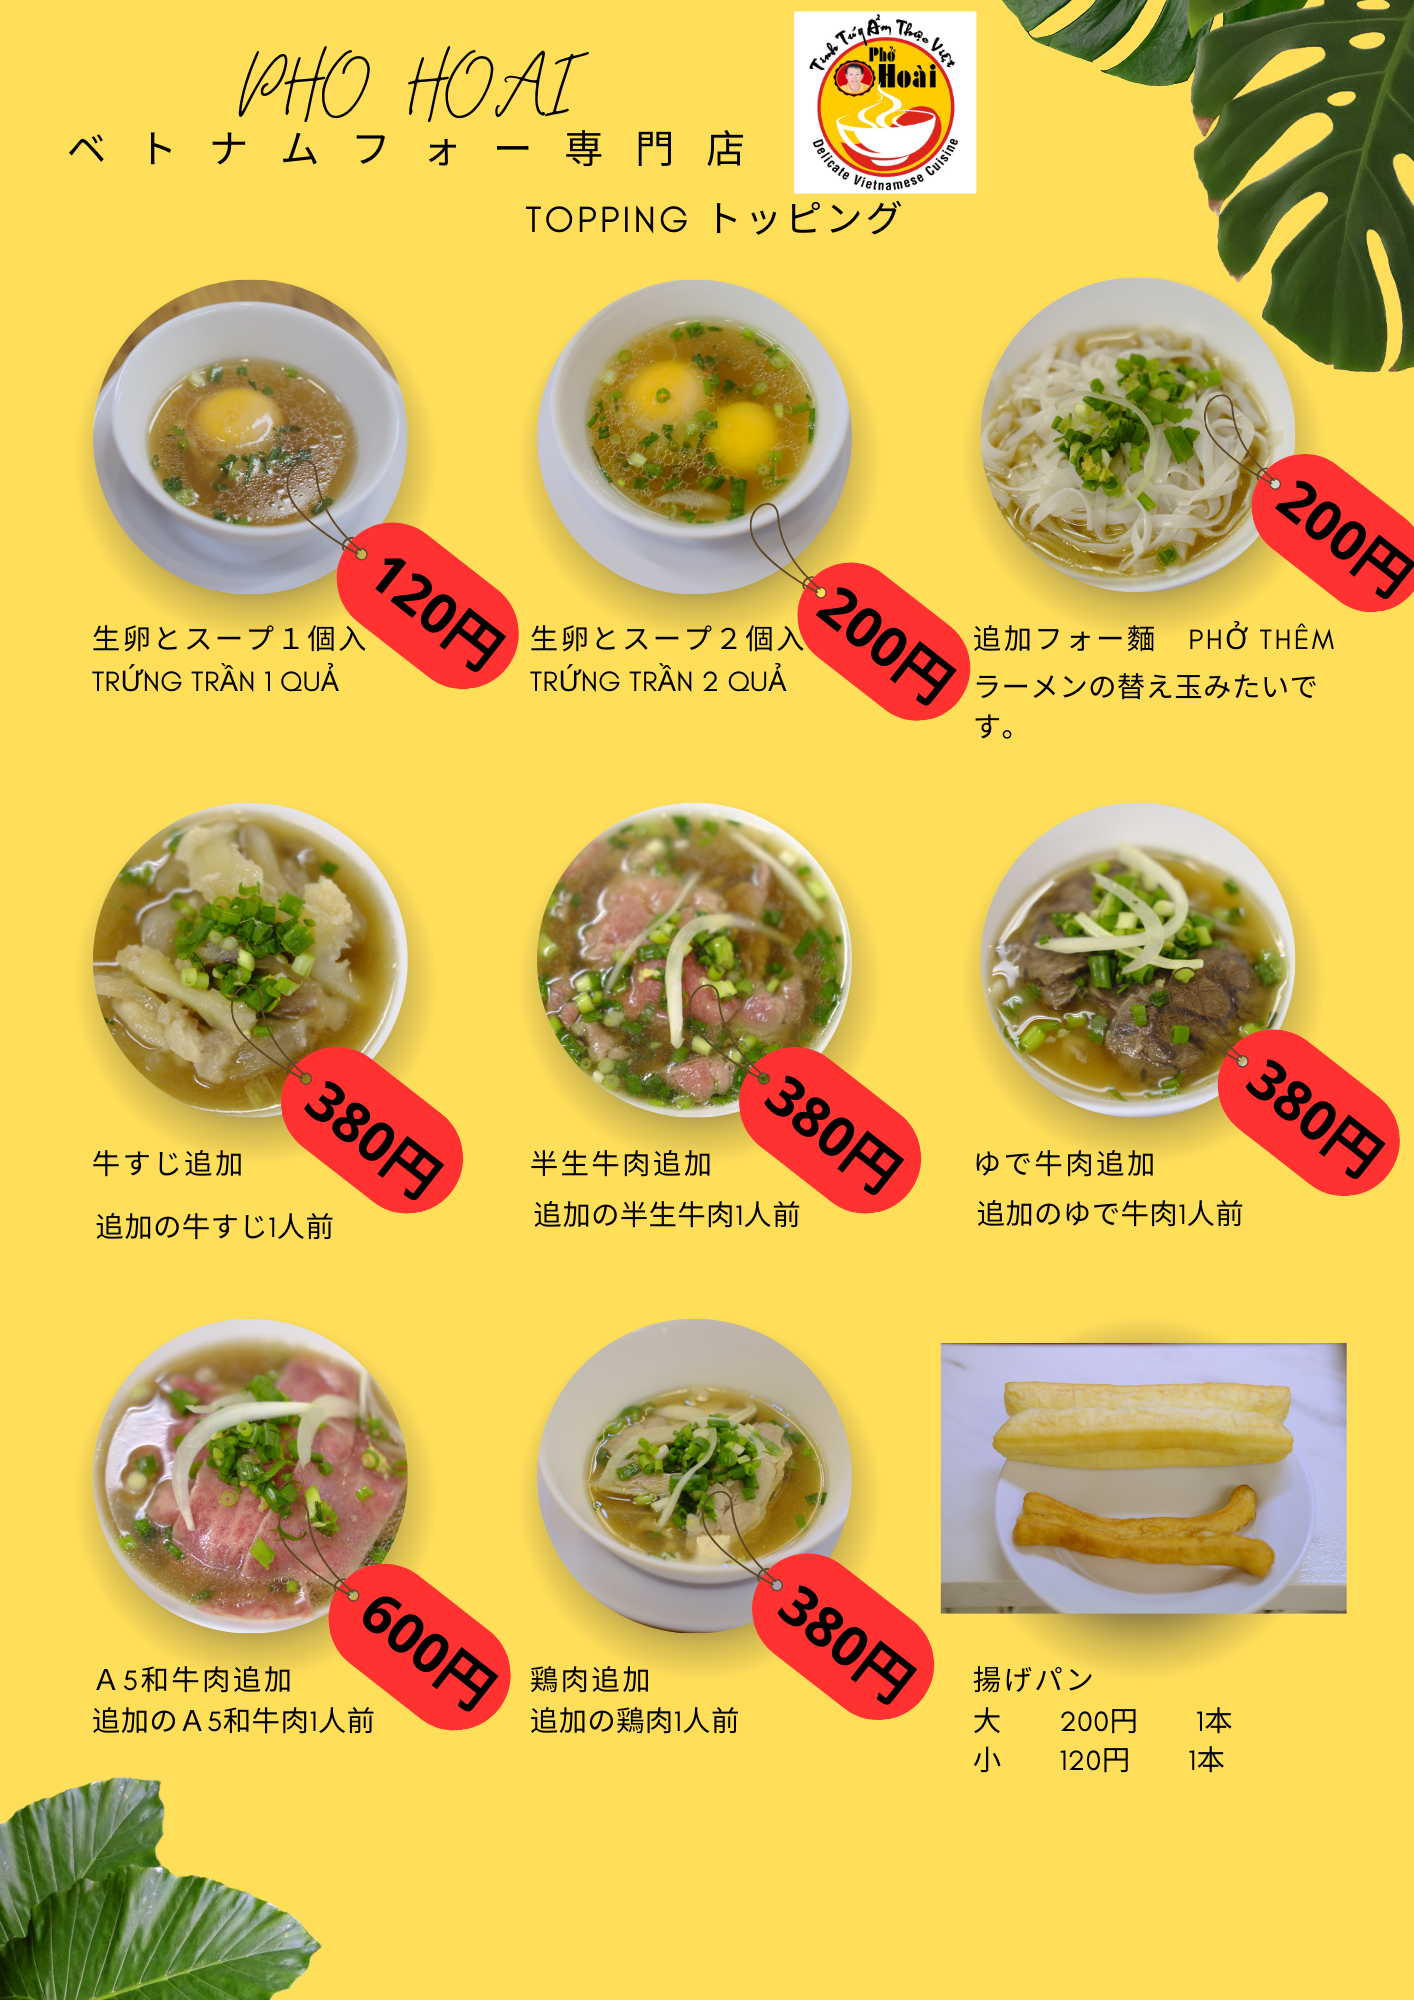 PHO HOAI
ベトナムフォー専門店
Tinh Túy Ẩm Thực Việt
Phở
Hoài
Delicate Vietnamese Cuisine
TOPPING トッピング
120円
生卵とスープ１個入
TRỨNG TRẦN 1 QUẢ
200円
生卵とスープ２個入
TRỨNG TRẦN 2 QUẢ
200円
追加フォー麵　PHỞ THÊM
ラーメンの替え玉みたいで
す。
380円
牛すじ追加
追加の牛すじ1人前
380円
半生牛肉追加
追加の半生牛肉1人前
380円
ゆで牛肉追加
追加のゆで牛肉1人前
600円
Ａ5和牛肉追加
追加のＡ5和牛肉1人前
380円
鶏肉追加
追加の鶏肉1人前
揚げパン
大　　200円　　1本
小　　120円　　1本